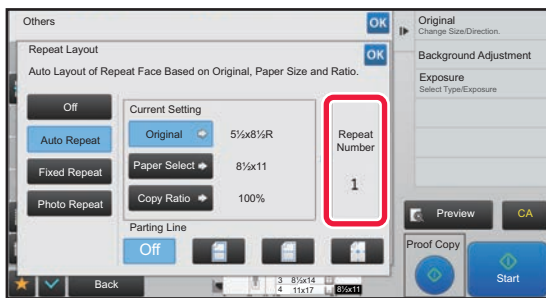 Others
OK
Repeat Layout
OK
Auto Layout of Repeat Face Based on Original, Paper Size and Ratio.
Off
Auto Repeat
Fixed Repeat
Photo Repeat
Current Setting
Original
5½x8½R
Paper Select
8½x11
Copy Ratio
100%
Repeat
Number
1
Parting Line
Off
Back
3 8½x14
4 11x17
8½x11
Original
Change Size/Direction.
Background Adjustment
Exposure
Select Type/Exposure
Preview
CA
Proof Copy
Start